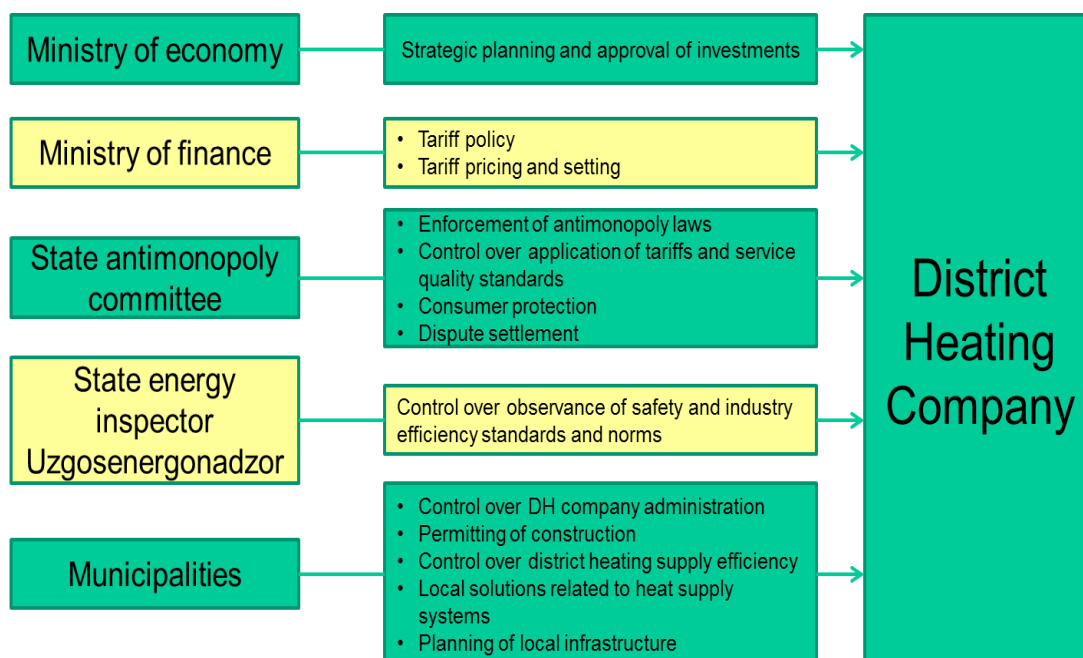 Ministry of economy
Strategic planning and approval of investments
Ministry of finance
• Tariff policy
• Tariff pricing and setting
State antimonopoly
committee
• Enforcement of antimonopoly laws
• Control over application of tariffs and service
quality standards
• Consumer protection
• Dispute settlement
State energy
inspector
Uzgosenergonadzor
Control over observance of safety and industry
efficiency standards and norms
Municipalities
• Control over DH company administration
• Permitting of construction
• Control over district heating supply efficiency
• Local solutions related to heat supply
systems
• Planning of local infrastructure
District
Heating
Company